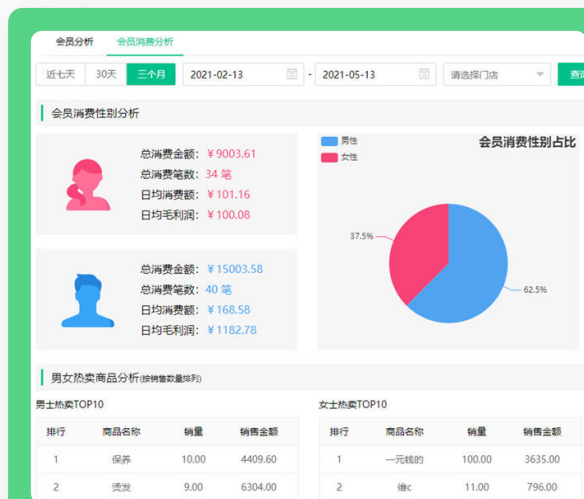 会员分析 会员消费分析
近七天 30天 三个月 2021-02-13 - 2021-05-13 请选择门店
会员消费性别分析
总消费金额：￥9003.61
总消费笔数：34 笔
日均消费额：￥101.16
日均毛利润：￥100.08
总消费金额：￥15003.58
总消费笔数：40 笔
日均消费额：￥168.58
日均毛利润：￥1182.78
男性
女性
会员消费性别占比
37.5%
62.5%
男女热卖商品分析(按销售数量排列)
男士热卖TOP10
排行 商品名称 销量 销售金额
1 保养 10.00 4409.60
2 烫发 9.00 6304.00
女士热卖TOP10
排行 商品名称 销量 销售金额
1 一元钱的 100.00 3635.00
2 维c 11.00 796.00